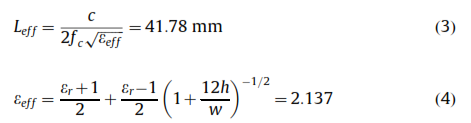 L_eff = c / (2f_c√ε_eff) = 41.78 mm (3)
ε_eff = (ε_r+1)/2 + (ε_r−1)/2 (1 + 12h/w)^(−1/2) = 2.137 (4)